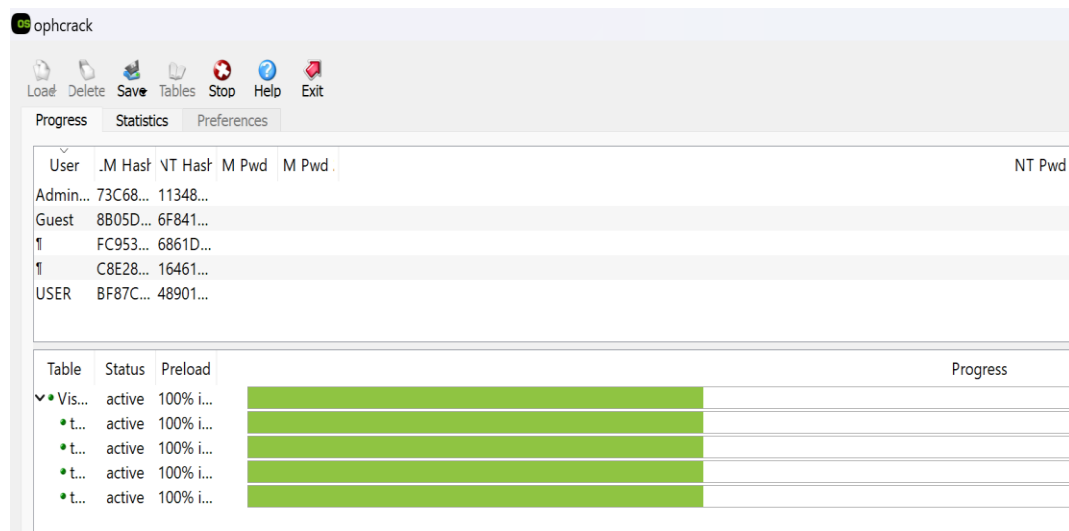 OS ophcrack
Load Delete Save Tables Stop Help Exit
Progress Statistics Preferences
User LM Hash NT Hash M Pwd M Pwd NT Pwd
Admin... 73C68... 11348...
Guest 8B05D... 6F841...
¶ FC953... 6861D...
¶ C8E28... 16461...
USER BF87C... 48901...
Table Status Preload Progress
Vis... active 100% i...
t... active 100% i...
t... active 100% i...
t... active 100% i...
t... active 100% i...